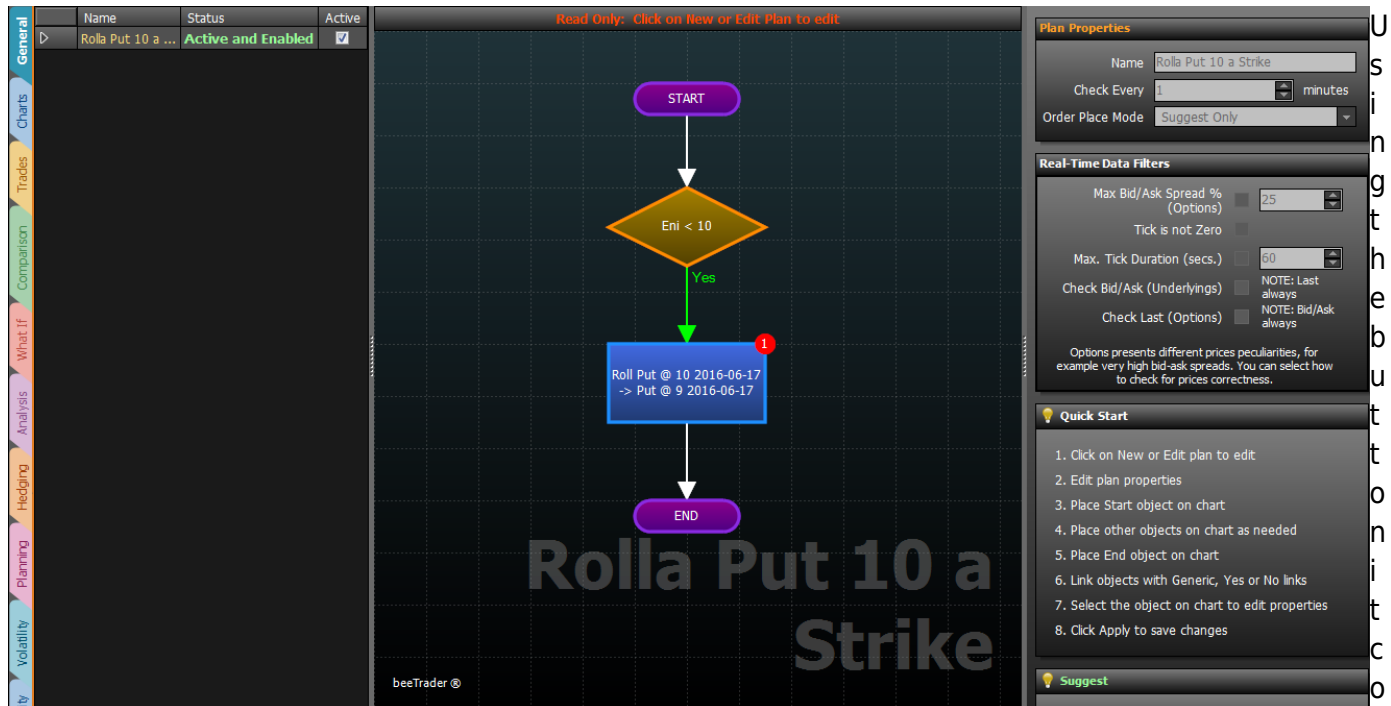 General
Charts
Trades
Comparison
What If
Analysis
Hedging
Planning
Volatility
Name Status Active
Rolla Put 10 a ... Active and Enabled
Read Only: Click on New or Edit Plan to edit
START
Eni < 10
Yes
1
Roll Put @ 10 2016-06-17
-> Put @ 9 2016-06-17
END
Rolla Put 10 a
Strike
beeTrader ®
Plan Properties
Name Rolla Put 10 a Strike
Check Every 1 minutes
Order Place Mode Suggest Only
Real-Time Data Filters
Max Bid/Ask Spread %
(Options) 25
Tick is not Zero
Max. Tick Duration (secs.) 60
Check Bid/Ask (Underlyings) NOTE: Last
always
Check Last (Options) NOTE: Bid/Ask
always
Options presents different prices peculiarities, for
example very high bid-ask spreads. You can select how
to check for prices correctness.
Quick Start
1. Click on New or Edit plan to edit
2. Edit plan properties
3. Place Start object on chart
4. Place other objects on chart as needed
5. Place End object on chart
6. Link objects with Generic, Yes or No links
7. Select the object on chart to edit properties
8. Click Apply to save changes
Suggest
U
s
i
n
g
t
h
e
b
u
t
t
o
n
i
t
c
o